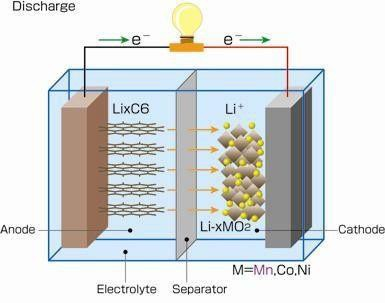 Discharge
e⁻
e⁻
LixC6
Li⁺
Li-xMO2
Anode
Cathode
M=Mn,Co,Ni
Electrolyte
Separator